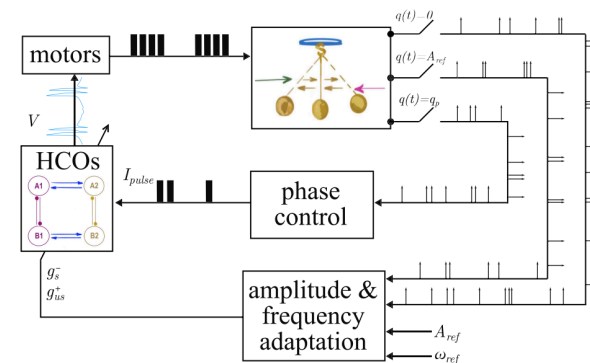 q(t)=0
motors
q(t)=A_ref
q(t)=q_p
V
HCOs
I_pulse
A1 A2
B1 B2
phase
control
g_s^-
g_us^+
amplitude &
frequency
adaptation
A_ref
ω_ref